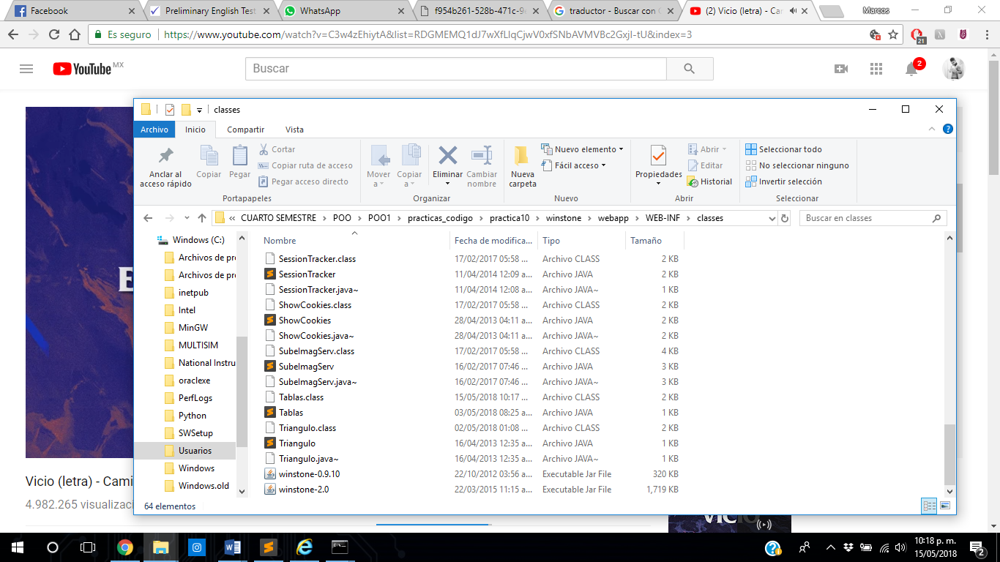 Facebook
Preliminary English Test
WhatsApp
f954b261-528b-471c-9
traductor - Buscar con
(2) Vicio (letra) - Ca
Marcos
Es seguro
https://www.youtube.com/watch?v=C3w4zEhiytA&list=RDGMEMQ1dJ7wXfLlqCjwV0xfSNbAVMVBc2GxjI-tU&index=3
21
YouTube MX
Buscar
2
classes
Archivo Inicio Compartir Vista
Anclar al acceso rápido
Copiar
Pegar
Cortar
Copiar ruta de acceso
Pegar acceso directo
Portapapeles
Mover a
Copiar a
Eliminar
Cambiar nombre
Organizar
Nueva carpeta
Nuevo elemento
Fácil acceso
Nuevo
Propiedades
Abrir
Editar
Historial
Abrir
Seleccionar todo
No seleccionar ninguno
Invertir selección
Seleccionar
« CUARTO SEMESTRE > POO > POO1 > practicas_codigo > practica10 > winstone > webapp > WEB-INF > classes
Buscar en classes
Windows (C:)
Archivos de pr
Archivos de pr
inetpub
Intel
MinGW
MULTISIM
National Instru
oraclexe
PerfLogs
Python
SWSetup
Usuarios
Windows
Windows.old
Nombre Fecha de modifica... Tipo Tamaño
SessionTracker.class 17/02/2017 05:58 ... Archivo CLASS 2 KB
SessionTracker 11/04/2014 12:09 a... Archivo JAVA 2 KB
SessionTracker.java~ 11/04/2014 12:08 a... Archivo JAVA~ 1 KB
ShowCookies.class 17/02/2017 05:58 ... Archivo CLASS 2 KB
ShowCookies 28/04/2013 04:11 a... Archivo JAVA 2 KB
ShowCookies.java~ 28/04/2013 04:11 a... Archivo JAVA~ 2 KB
SubeImagServ.class 17/02/2017 05:58 ... Archivo CLASS 4 KB
SubeImagServ 16/02/2017 07:46 ... Archivo JAVA 3 KB
SubeImagServ.java~ 16/02/2017 07:46 ... Archivo JAVA~ 3 KB
Tablas.class 15/05/2018 10:17 ... Archivo CLASS 2 KB
Tablas 03/05/2018 08:25 a... Archivo JAVA 1 KB
Triangulo.class 02/05/2018 01:08 ... Archivo CLASS 2 KB
Triangulo 16/04/2013 12:35 a... Archivo JAVA 1 KB
Triangulo.java~ 16/04/2013 12:35 a... Archivo JAVA~ 1 KB
winstone-0.9.10 22/10/2012 03:56 a... Executable Jar File 320 KB
winstone-2.0 22/03/2015 11:15 a... Executable Jar File 1,719 KB
64 elementos
Vicio (letra) - Cami
4.982.265 visualizaci
10:18 p. m.
15/05/2018
2